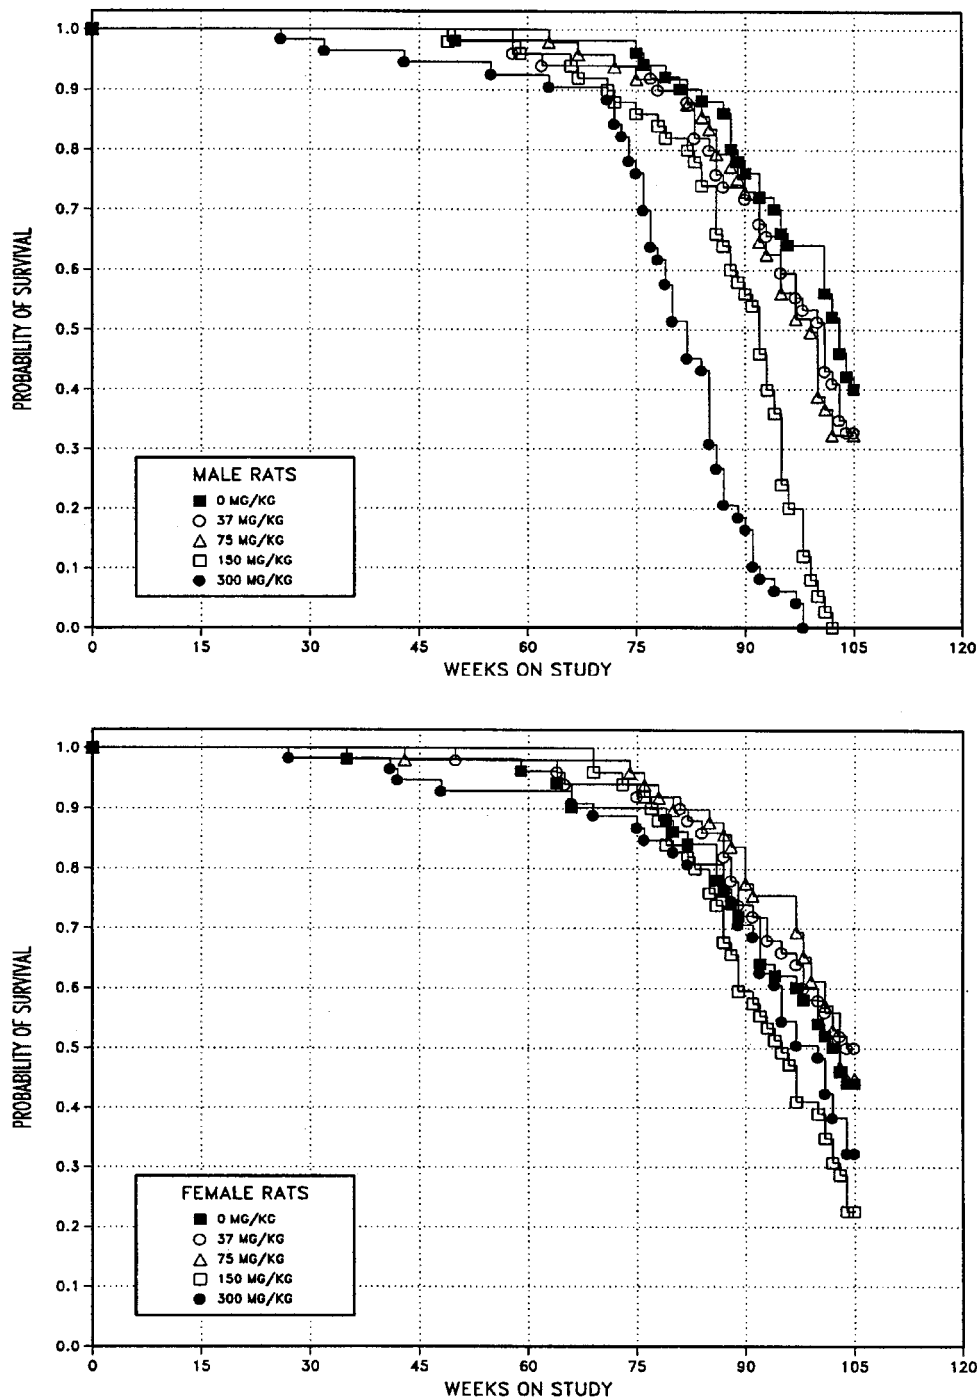 1.0
0.9
0.8
0.7
0.6
0.5
0.4
0.3
0.2
0.1
0.0
PROBABILITY OF SURVIVAL
MALE RATS
0 MG/KG
37 MG/KG
75 MG/KG
150 MG/KG
300 MG/KG
0 15 30 45 60 75 90 105 120
WEEKS ON STUDY
1.0
0.9
0.8
0.7
0.6
0.5
0.4
0.3
0.2
0.1
0.0
PROBABILITY OF SURVIVAL
FEMALE RATS
0 MG/KG
37 MG/KG
75 MG/KG
150 MG/KG
300 MG/KG
0 15 30 45 60 75 90 105 120
WEEKS ON STUDY